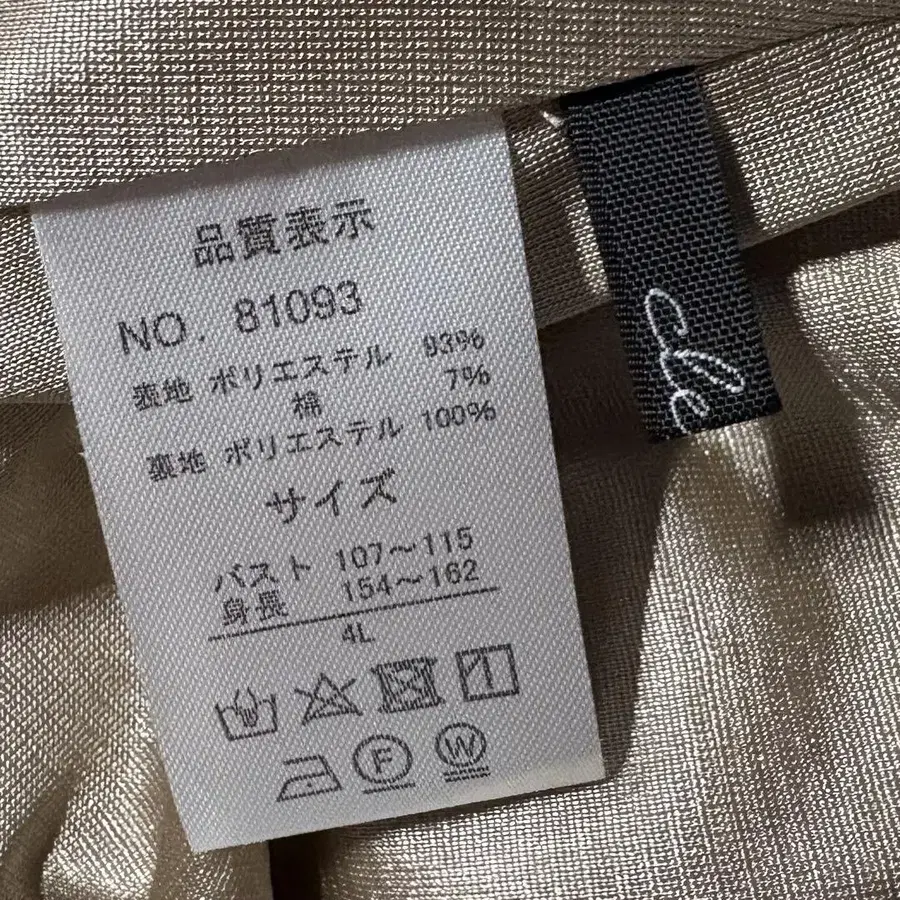 品質表示
NO. 81093
表地 ポリエステル 93%
棉 7%
裏地 ポリエステル 100%
サイズ
バスト 107～115
身長 154～162
4L
F W
cle